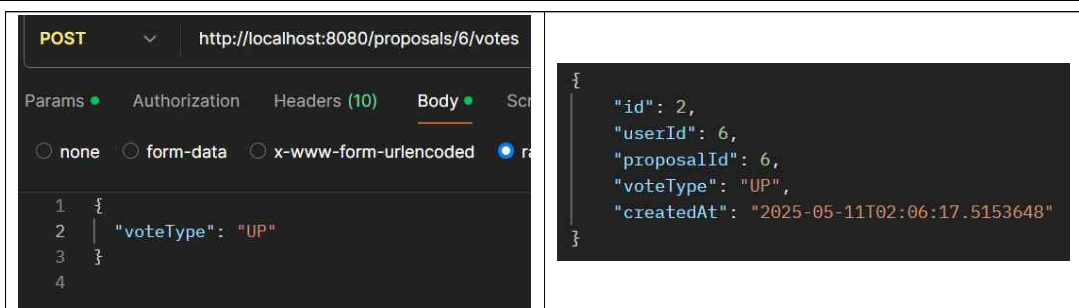 POST http://localhost:8080/proposals/6/votes
Params Authorization Headers (10) Body Scr
none form-data x-www-form-urlencoded ra
1 {
2 "voteType": "UP"
3 }
4
{
"id": 2,
"userId": 6,
"proposalId": 6,
"voteType": "UP",
"createdAt": "2025-05-11T02:06:17.5153648"
}